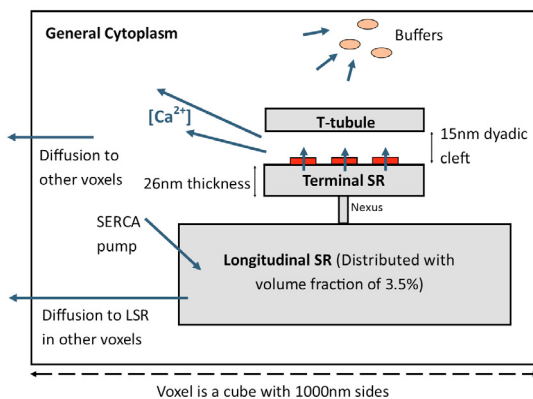 General Cytoplasm
Buffers
T-tubule
[Ca²⁺]
15nm dyadic
cleft
Diffusion to
other voxels
26nm thickness
Terminal SR
Nexus
SERCA
pump
Longitudinal SR (Distributed with
volume fraction of 3.5%)
Diffusion to LSR
in other voxels
Voxel is a cube with 1000nm sides